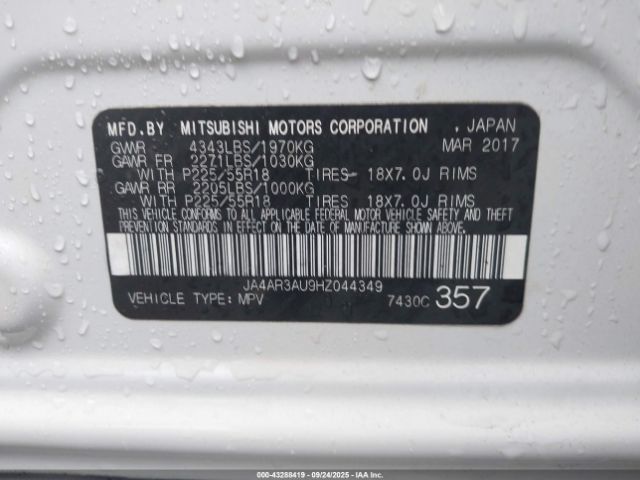 MFD.BY MITSUBISHI MOTORS CORPORATION , JAPAN
GVWR 4343LBS/1970KG MAR 2017
GAWR FR 2271LBS/1030KG
WITH P225/55R18 TIRES- 18X7.0J RIMS
GAWR RR 2205LBS/1000KG
WITH P225/55R18 TIRES 18X7.0J RIMS
THIS VEHICLE CONFORMS TO ALL APPLICABLE FEDERAL MOTOR VEHICLE SAFETY AND THEFT
PREVENTION STANDARDS IN EFFECT ON THE DATE OF MANUFACTURE SHOWN ABOVE.
JA4AR3AU9HZ044349
VEHICLE TYPE: MPV 7430C 357
000-43288419 - 09/24/2025 - IAAI.COM